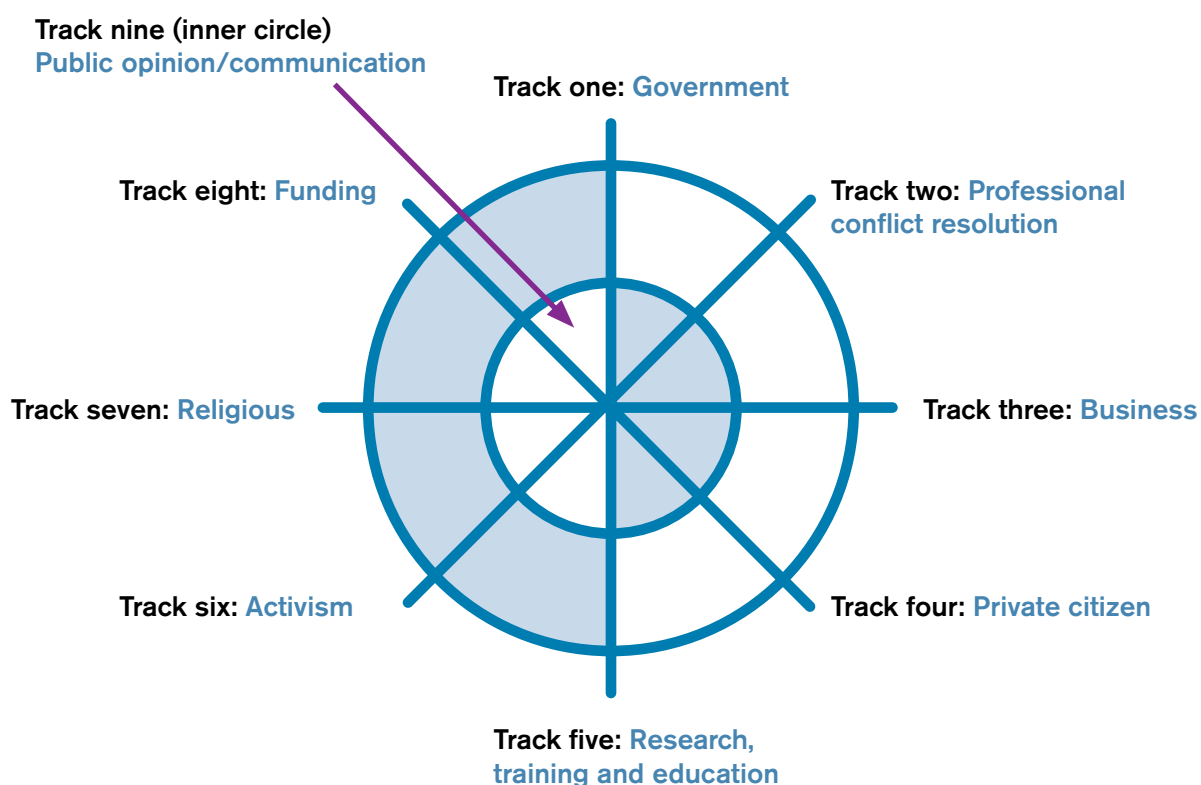 Track nine (inner circle)
Public opinion/communication
Track one: Government
Track eight: Funding
Track two: Professional
conflict resolution
Track seven: Religious
Track three: Business
Track six: Activism
Track four: Private citizen
Track five: Research,
training and education